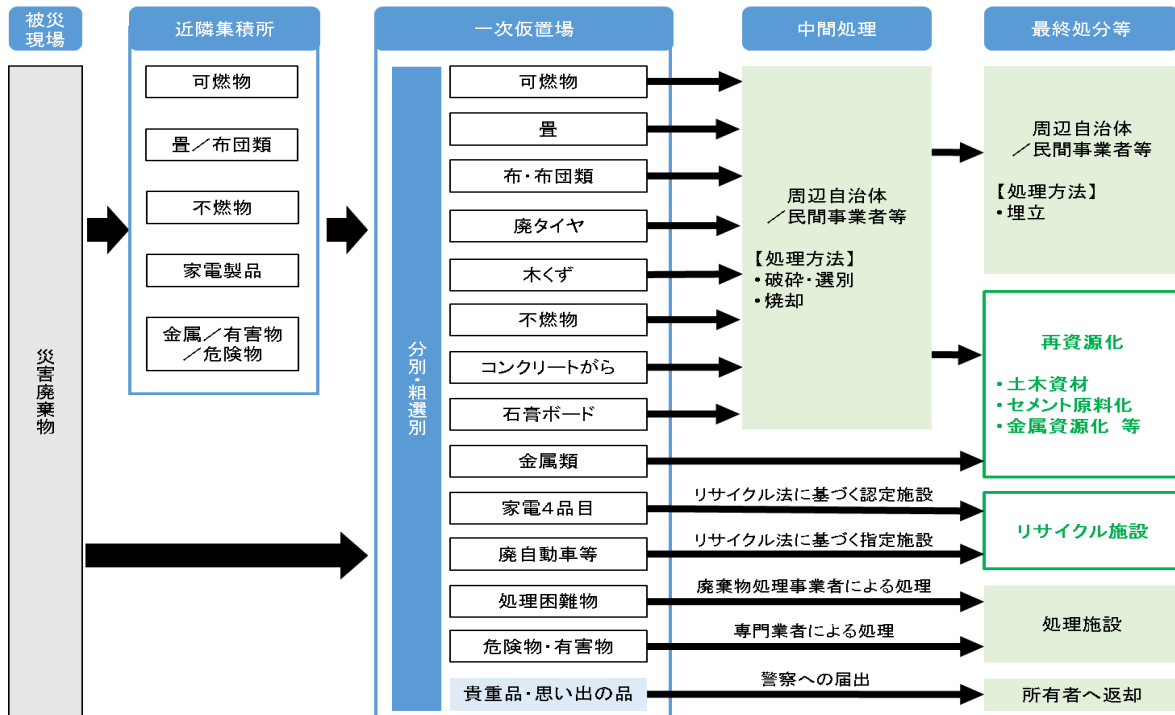 被災
現場
近隣集積所
一次仮置場
中間処理
最終処分等
災害廃棄物
可燃物
畳／布団類
不燃物
家電製品
金属／有害物
／危険物
分別・粗選別
可燃物
畳
布・布団類
廃タイヤ
木くず
不燃物
コンクリートがら
石膏ボード
金属類
家電４品目
廃自動車等
処理困難物
危険物・有害物
貴重品・思い出の品
周辺自治体
／民間事業者等
【処理方法】
・破砕・選別
・焼却
リサイクル法に基づく認定施設
リサイクル法に基づく指定施設
廃棄物処理事業者による処理
専門業者による処理
警察への届出
周辺自治体
／民間事業者等
【処理方法】
・埋立
再資源化
・土木資材
・セメント原料化
・金属資源化 等
リサイクル施設
処理施設
所有者へ返却